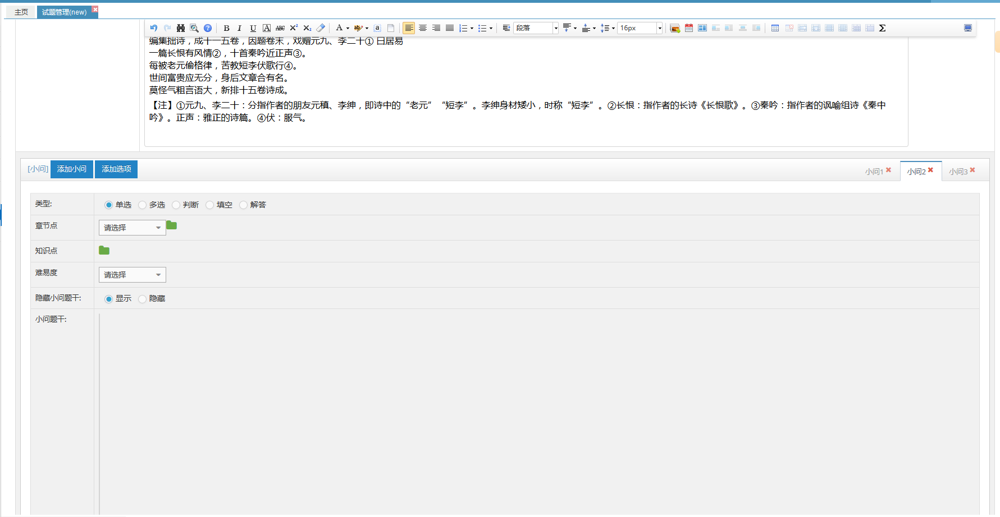 主页 试题管理(new)
段落 16px
编集拙诗，成十一五卷，因题卷末，戏赠元九、李二十① 白居易
一篇长恨有风情②，十首秦吟近正声③。
每被老元偷格律，苦教短李伏歌行④。
世间富贵应无分，身后文章合有名。
莫怪气粗言语大，新排十五卷诗成。
【注】①元九、李二十：分指作者的朋友元稹、李绅，即诗中的“老元”“短李”。李绅身材矮小，时称“短李”。②长恨：指作者的长诗《长恨歌》。③秦吟：指作者的讽喻组诗《秦中
吟》。正声：雅正的诗篇。④伏：服气。
[小问] 添加小问 添加选项 小问1 小问2 小问3
类型: 单选 多选 判断 填空 解答
章节点 请选择
知识点
难易度 请选择
隐藏小问题干: 显示 隐藏
小问题干: